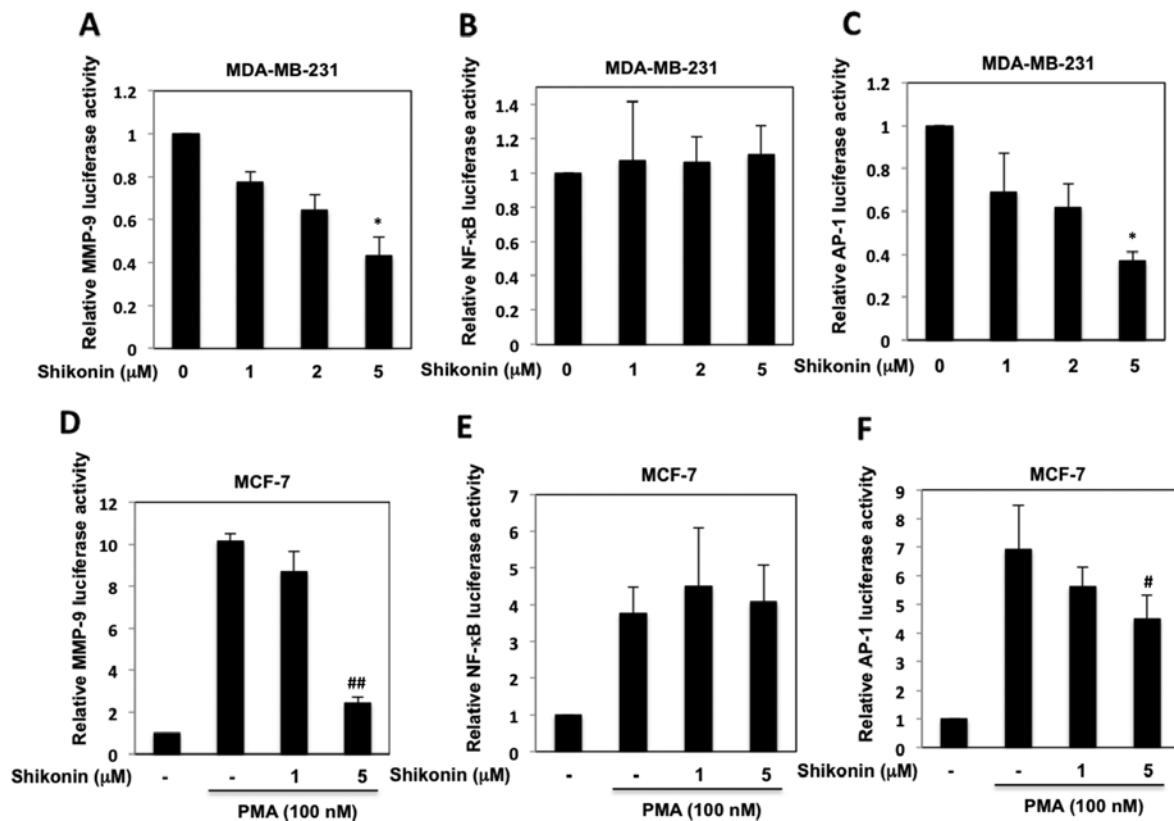 A
MDA-MB-231
Relative MMP-9 luciferase activity
1.2
1
0.8
0.6
0.4
0.2
0
*
Shikonin (μM) 0 1 2 5
B
MDA-MB-231
Relative NF-κB luciferase activity
1.4
1.2
1
0.8
0.6
0.4
0.2
0
Shikonin (μM) 0 1 2 5
C
MDA-MB-231
Relative AP-1 luciferase activity
1.2
1
0.8
0.6
0.4
0.2
0
*
Shikonin (μM) 0 1 2 5
D
MCF-7
Relative MMP-9 luciferase activity
12
10
8
6
4
2
0
##
Shikonin (μM) - - 1 5
PMA (100 nM)
E
MCF-7
Relative NF-κB luciferase activity
7
6
5
4
3
2
1
0
Shikonin (μM) - - 1 5
PMA (100 nM)
F
MCF-7
Relative AP-1 luciferase activity
9
8
7
6
5
4
3
2
1
0
#
Shikonin (μM) - - 1 5
PMA (100 nM)